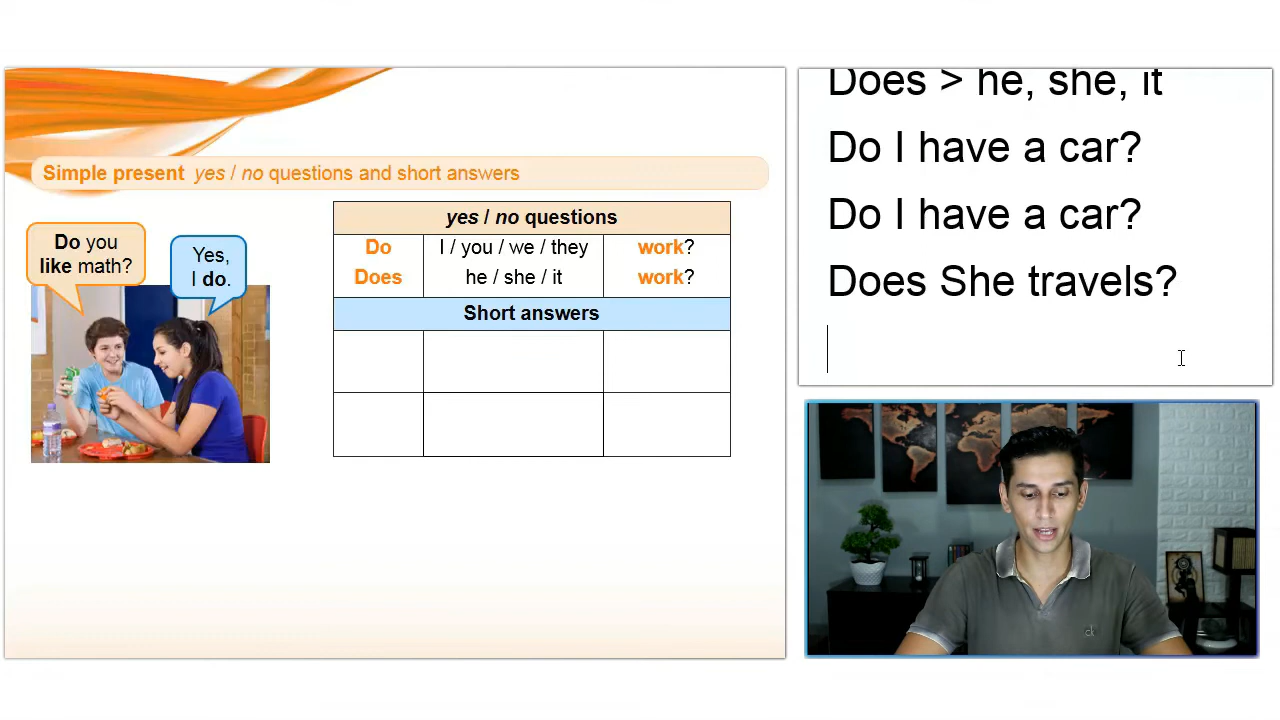 Simple present yes / no questions and short answers
Do you
like math?
Yes,
I do.
yes / no questions
Do I / you / we / they work?
Does he / she / it work?
Short answers
Does > he, she, it
Do I have a car?
Do I have a car?
Does She travels?